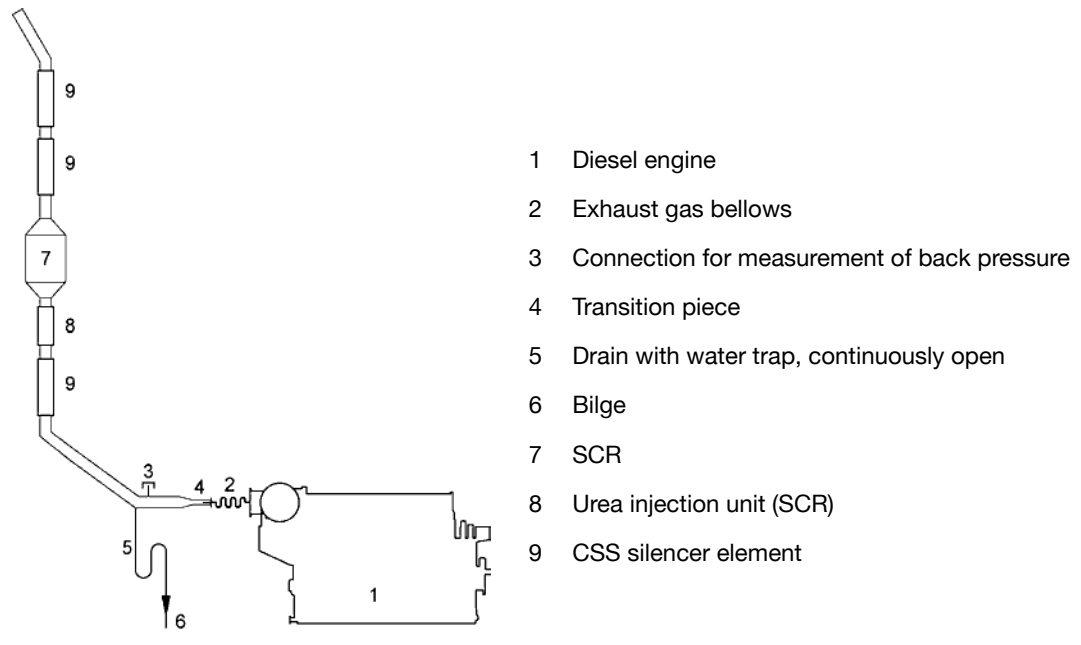 9
9
7
8
9
3
4
2
5
1
6
1 Diesel engine
2 Exhaust gas bellows
3 Connection for measurement of back pressure
4 Transition piece
5 Drain with water trap, continuously open
6 Bilge
7 SCR
8 Urea injection unit (SCR)
9 CSS silencer element